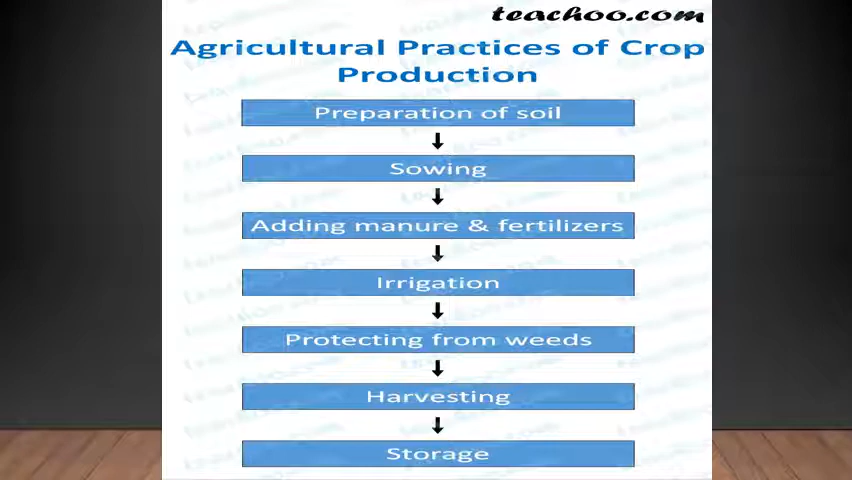 teachoo.com
Agricultural Practices of Crop
Production
Preparation of soil
Sowing
Adding manure & fertilizers
Irrigation
Protecting from weeds
Harvesting
Storage